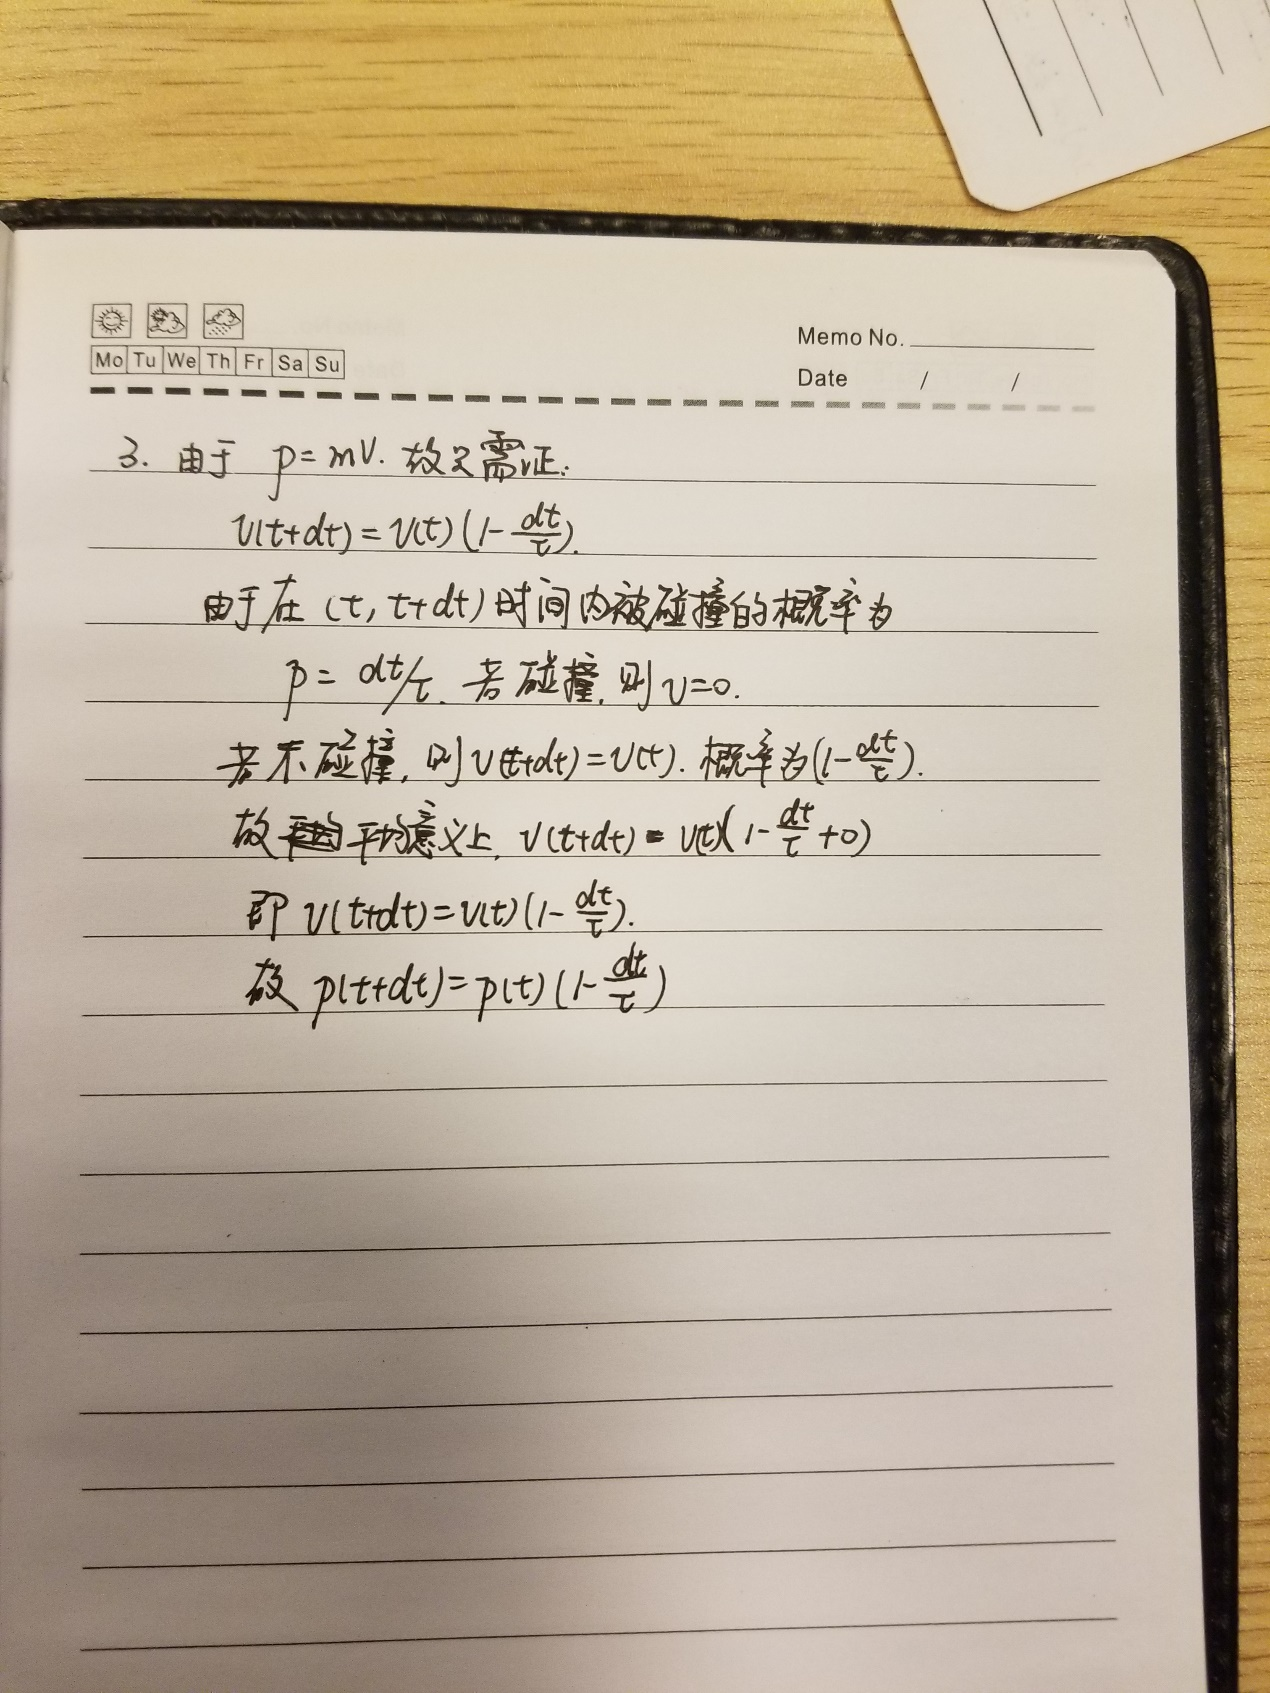 Mo Tu We Th Fr Sa Su
Memo No.
Date / /
3. 由于 p=mv. 故只需证:
v(t+dt)=v(t)(1-dt/τ).
由于在 (t, t+dt) 时间内被碰撞的概率为
p= dt/τ. 若碰撞, 则 v=0.
若未碰撞, 则 v(t+dt)=v(t). 概率为(1-dt/τ).
故 平均意义上, v(t+dt) = v(t)(1-dt/τ+0)
即 v(t+dt)=v(t)(1-dt/τ).
故 p(t+dt)=p(t)(1-dt/τ)